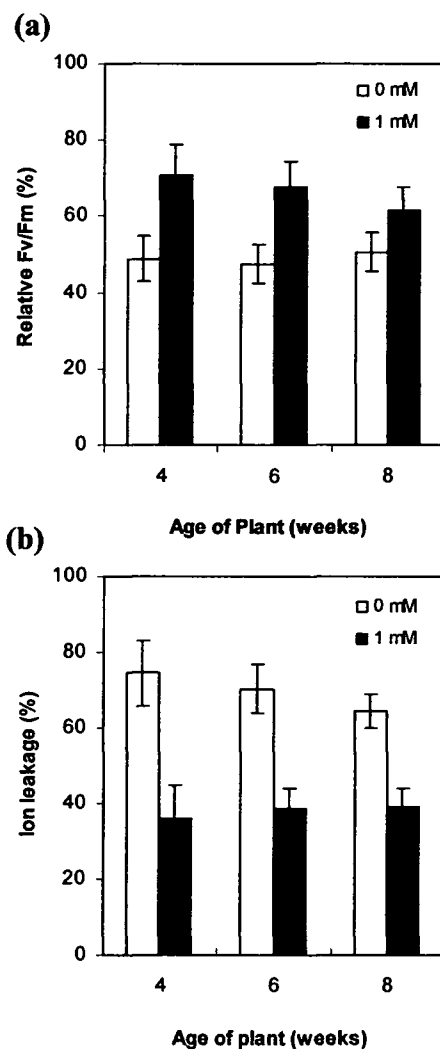 (a)
100
80
60
40
20
0
Relative Fv/Fm (%)
0 mM
1 mM
4 6 8
Age of Plant (weeks)
(b)
100
80
60
40
20
0
Ion leakage (%)
0 mM
1 mM
4 6 8
Age of plant (weeks)